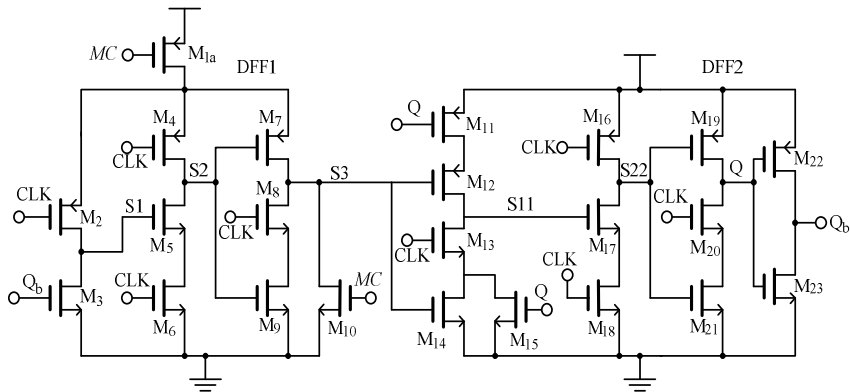 MC
M1a
DFF1
DFF2
M4
M7
Q
M11
M16
M19
CLK
CLK
Q
M22
CLK
S1
S2
M8
S3
M12
S22
CLK
M2
M5
CLK
S11
M17
M20
Qb
CLK
M13
Qb
CLK
M3
CLK
MC
Q
M23
M6
M9
M10
M14
M15
M18
M21